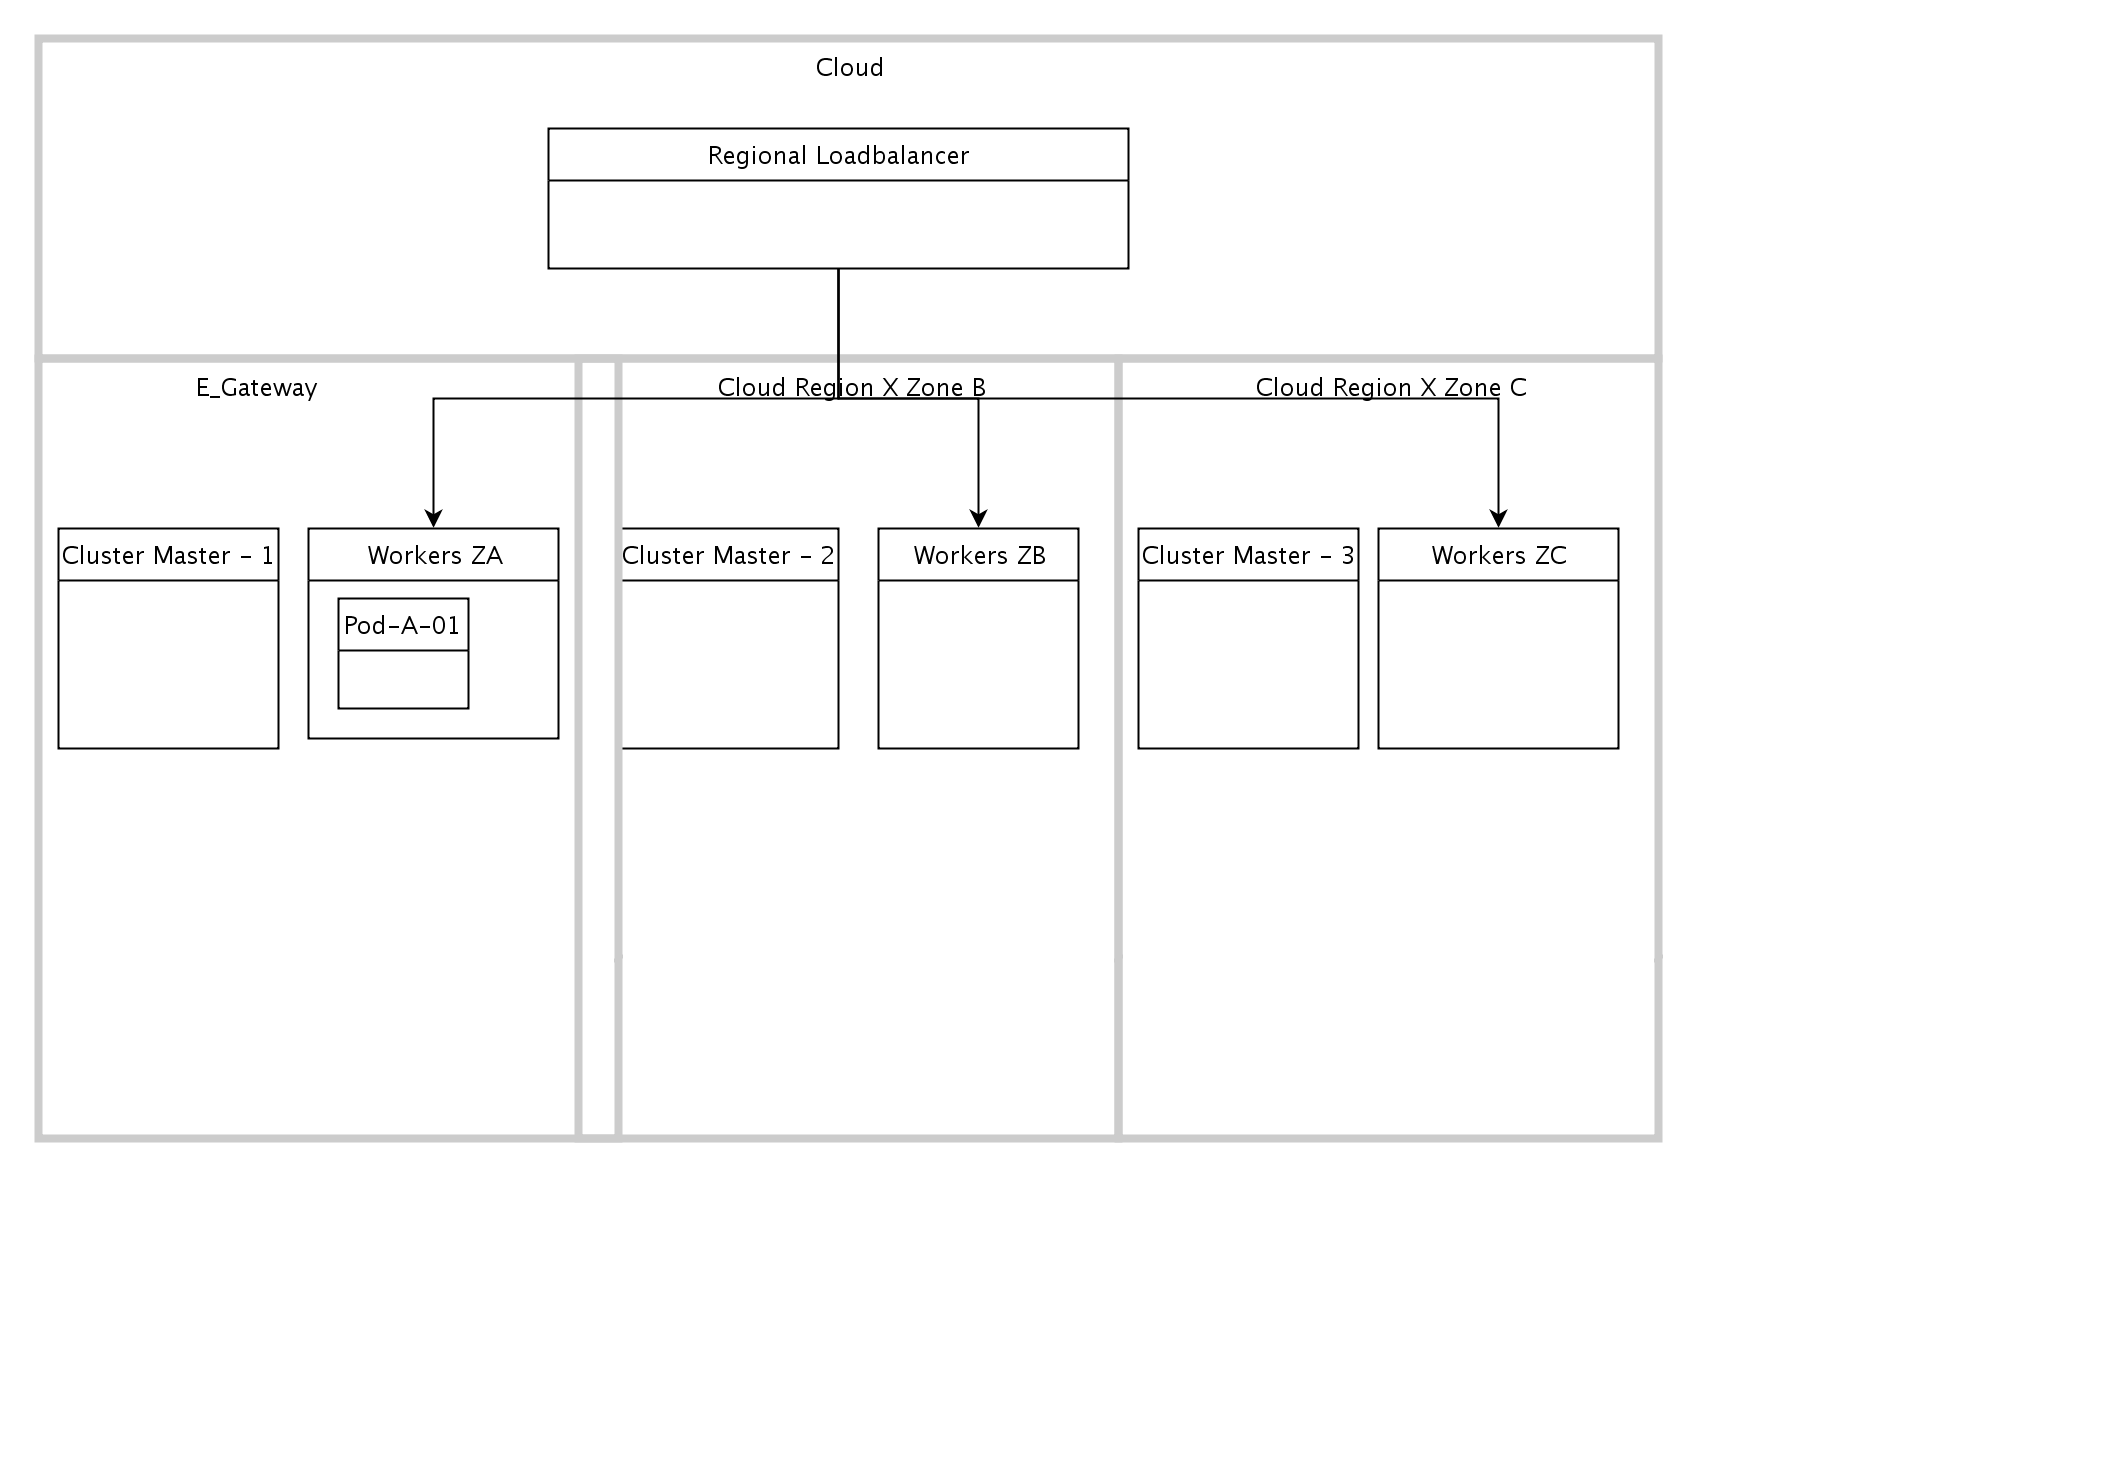 Cloud
Regional Loadbalancer
E_Gateway
Cloud Region X Zone B
Cloud Region X Zone C
Cluster Master - 1
Workers ZA
Cluster Master - 2
Workers ZB
Cluster Master - 3
Workers ZC
Pod-A-01